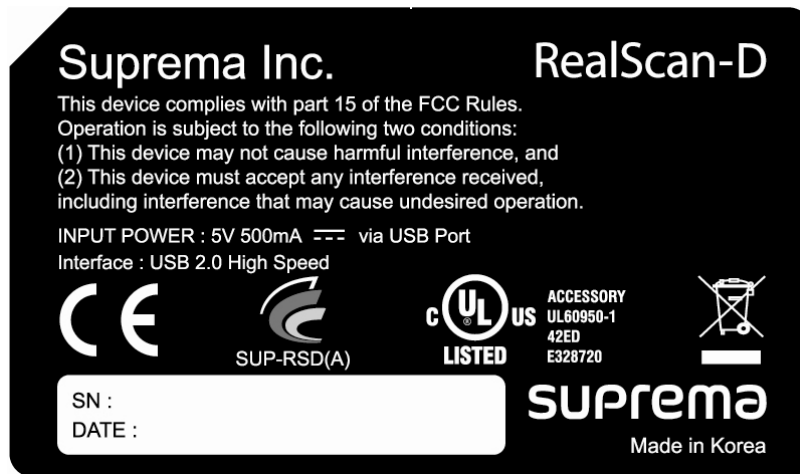 Suprema Inc.
RealScan-D
This device complies with part 15 of the FCC Rules.
Operation is subject to the following two conditions:
(1) This device may not cause harmful interference, and
(2) This device must accept any interference received,
including interference that may cause undesired operation.
INPUT POWER : 5V 500mA ⎓ via USB Port
Interface : USB 2.0 High Speed
CE
SUP-RSD(A)
C UL ® US
LISTED
ACCESSORY
UL60950-1
42ED
E328720
SN :
DATE :
suprema
Made in Korea